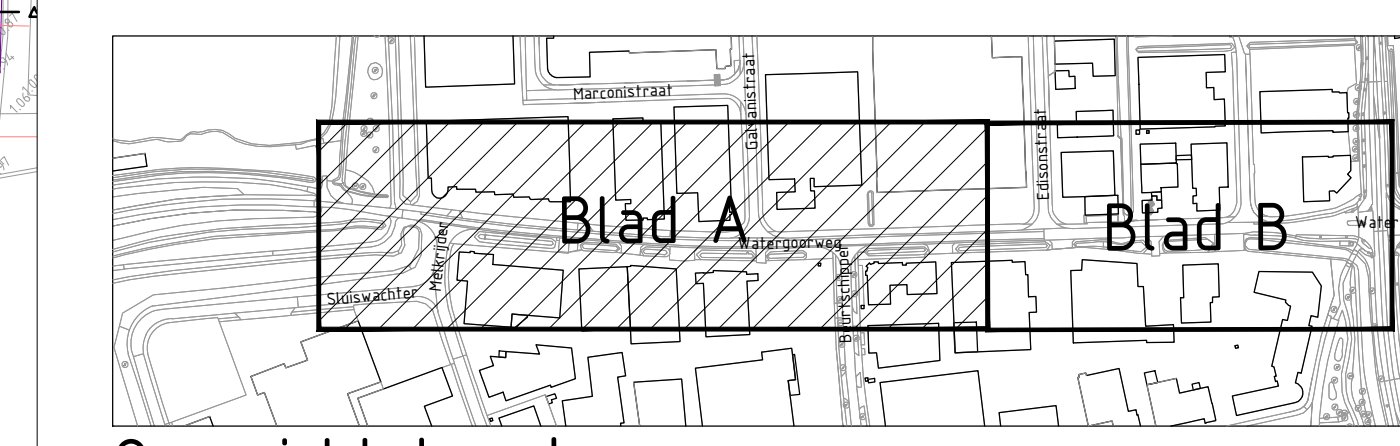 Marconistraat
Galvanistraat
Edisonstraat
Blad A
Blad B
Watergoorweg
Water
Melkrijder
Sluiswachter
Beurtschipper